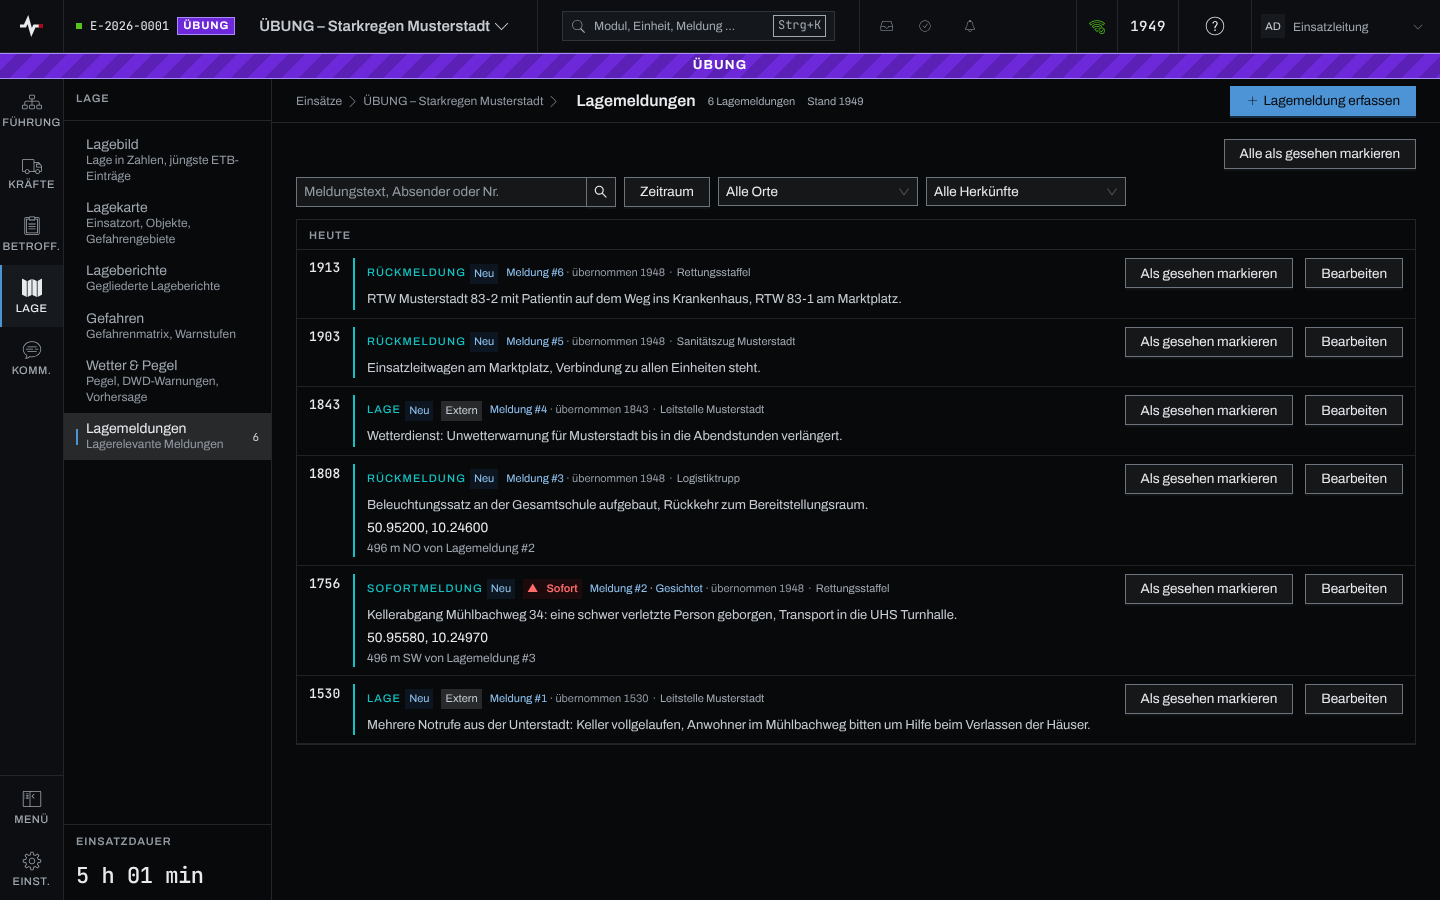 E-2026-0001 ÜBUNG ÜBUNG – Starkregen Musterstadt Modul, Einheit, Meldung ... Strg+K 1949 ? AD Einsatzleitung
ÜBUNG
FÜHRUNG
KRÄFTE
BETROFF.
LAGE
KOMM.
MENÜ
EINST.
LAGE
Lagebild
Lage in Zahlen, jüngste ETB-
Einträge
Lagekarte
Einsatzort, Objekte,
Gefahrengebiete
Lageberichte
Gegliederte Lageberichte
Gefahren
Gefahrenmatrix, Warnstufen
Wetter & Pegel
Pegel, DWD-Warnungen,
Vorhersage
Lagemeldungen
Lagerelevante Meldungen 6
EINSATZDAUER
5 h 01 min
Einsätze ÜBUNG – Starkregen Musterstadt Lagemeldungen 6 Lagemeldungen Stand 1949 + Lagemeldung erfassen
Alle als gesehen markieren
Meldungstext, Absender oder Nr. Zeitraum Alle Orte Alle Herkünfte
HEUTE
1913 RÜCKMELDUNG Neu Meldung #6 · übernommen 1948 · Rettungsstaffel Als gesehen markieren Bearbeiten
RTW Musterstadt 83-2 mit Patientin auf dem Weg ins Krankenhaus, RTW 83-1 am Marktplatz.
1903 RÜCKMELDUNG Neu Meldung #5 · übernommen 1948 · Sanitätszug Musterstadt Als gesehen markieren Bearbeiten
Einsatzleitwagen am Marktplatz, Verbindung zu allen Einheiten steht.
1843 LAGE Neu Extern Meldung #4 · übernommen 1843 · Leitstelle Musterstadt Als gesehen markieren Bearbeiten
Wetterdienst: Unwetterwarnung für Musterstadt bis in die Abendstunden verlängert.
1808 RÜCKMELDUNG Neu Meldung #3 · übernommen 1948 · Logistiktrupp Als gesehen markieren Bearbeiten
Beleuchtungssatz an der Gesamtschule aufgebaut, Rückkehr zum Bereitstellungsraum.
50.95200, 10.24600
496 m NO von Lagemeldung #2
1756 SOFORTMELDUNG Neu Sofort Meldung #2 · Gesichtet · übernommen 1948 · Rettungsstaffel Als gesehen markieren Bearbeiten
Kellerabgang Mühlbachweg 34: eine schwer verletzte Person geborgen, Transport in die UHS Turnhalle.
50.95580, 10.24970
496 m SW von Lagemeldung #3
1530 LAGE Neu Extern Meldung #1 · übernommen 1530 · Leitstelle Musterstadt Als gesehen markieren Bearbeiten
Mehrere Notrufe aus der Unterstadt: Keller vollgelaufen, Anwohner im Mühlbachweg bitten um Hilfe beim Verlassen der Häuser.